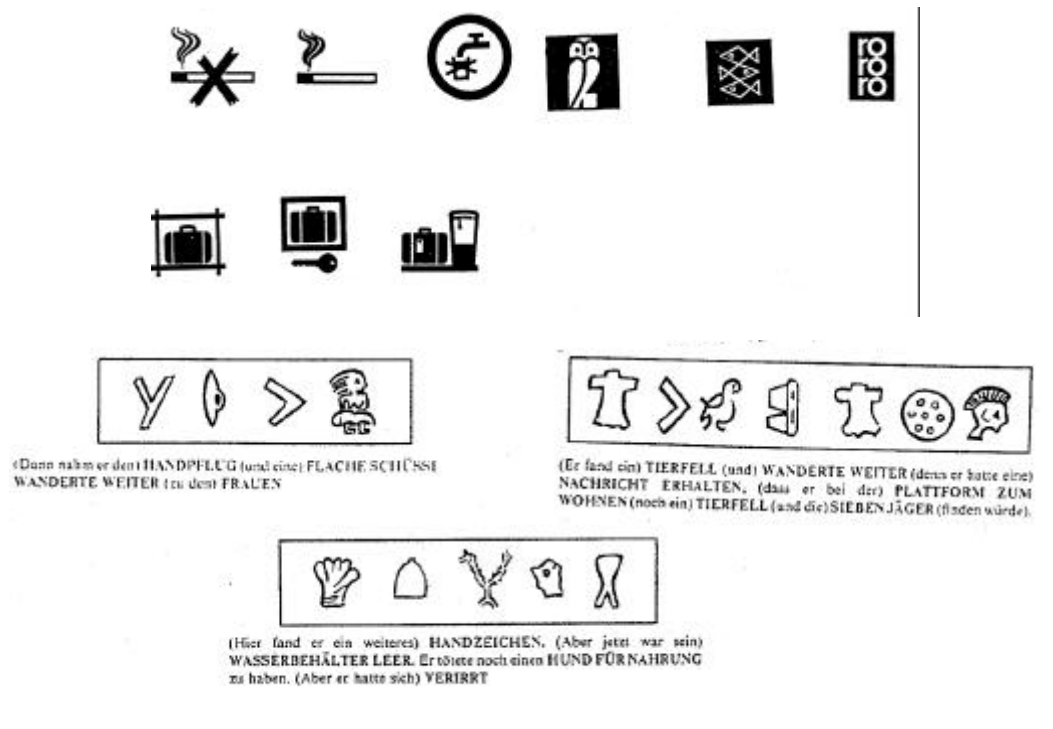 ro
ro
ro
(Dann nahm er den) HANDPFLUG (und eine) FLACHE SCHÜSSEL
WANDERTE WEITER (zu den) FRAUEN
(Er fand ein) TIERFELL (und) WANDERTE WEITER (denn er hatte eine)
NACHRICHT ERHALTEN, (dass er bei der) PLATTFORM ZUM
WOHNEN (noch ein) TIERFELL (und die) SIEBEN JÄGER (finden würde).
(Hier fand er ein weiteres) HANDZEICHEN. (Aber jetzt war sein)
WASSERBEHÄLTER LEER. Er tötete noch einen HUND FÜR NAHRUNG
zu haben. (Aber er hatte sich) VERIRRT